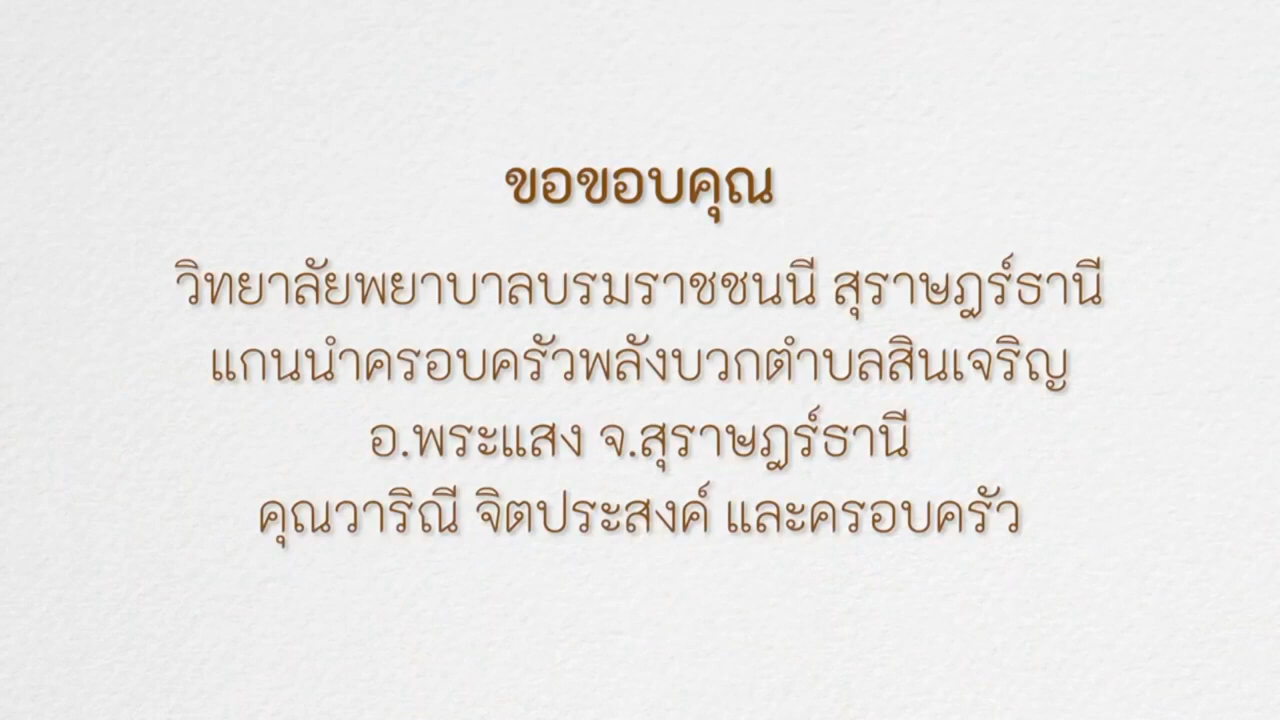 ขอขอบคุณ
วิทยาลัยพยาบาลบรมราชชนนี สุราษฎร์ธานี
แกนนำครอบครัวพลังบวกตำบลสินเจริญ
อ.พระแสง จ.สุราษฎร์ธานี
คุณวาริณี จิตประสงค์ และครอบครัว